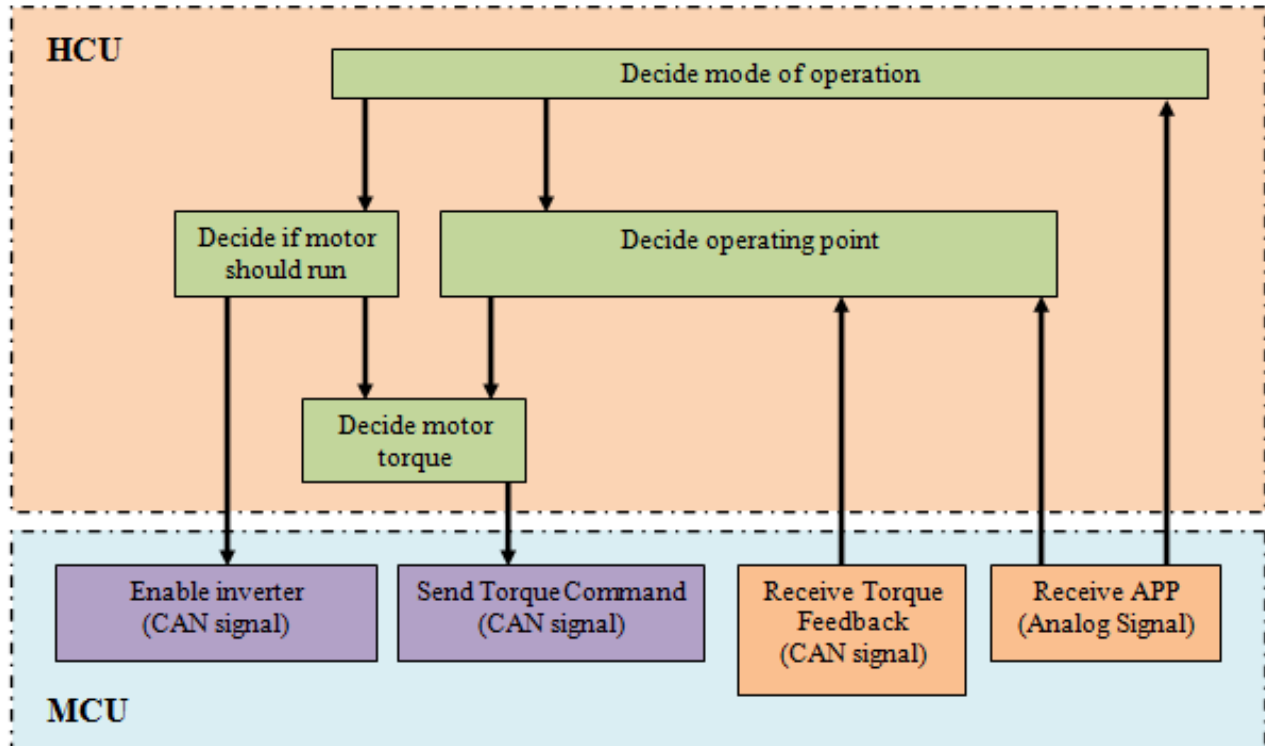 HCU
Decide mode of operation
Decide if motor
should run
Decide operating point
Decide motor
torque
Enable inverter
(CAN signal)
Send Torque Command
(CAN signal)
Receive Torque
Feedback
(CAN signal)
Receive APP
(Analog Signal)
MCU